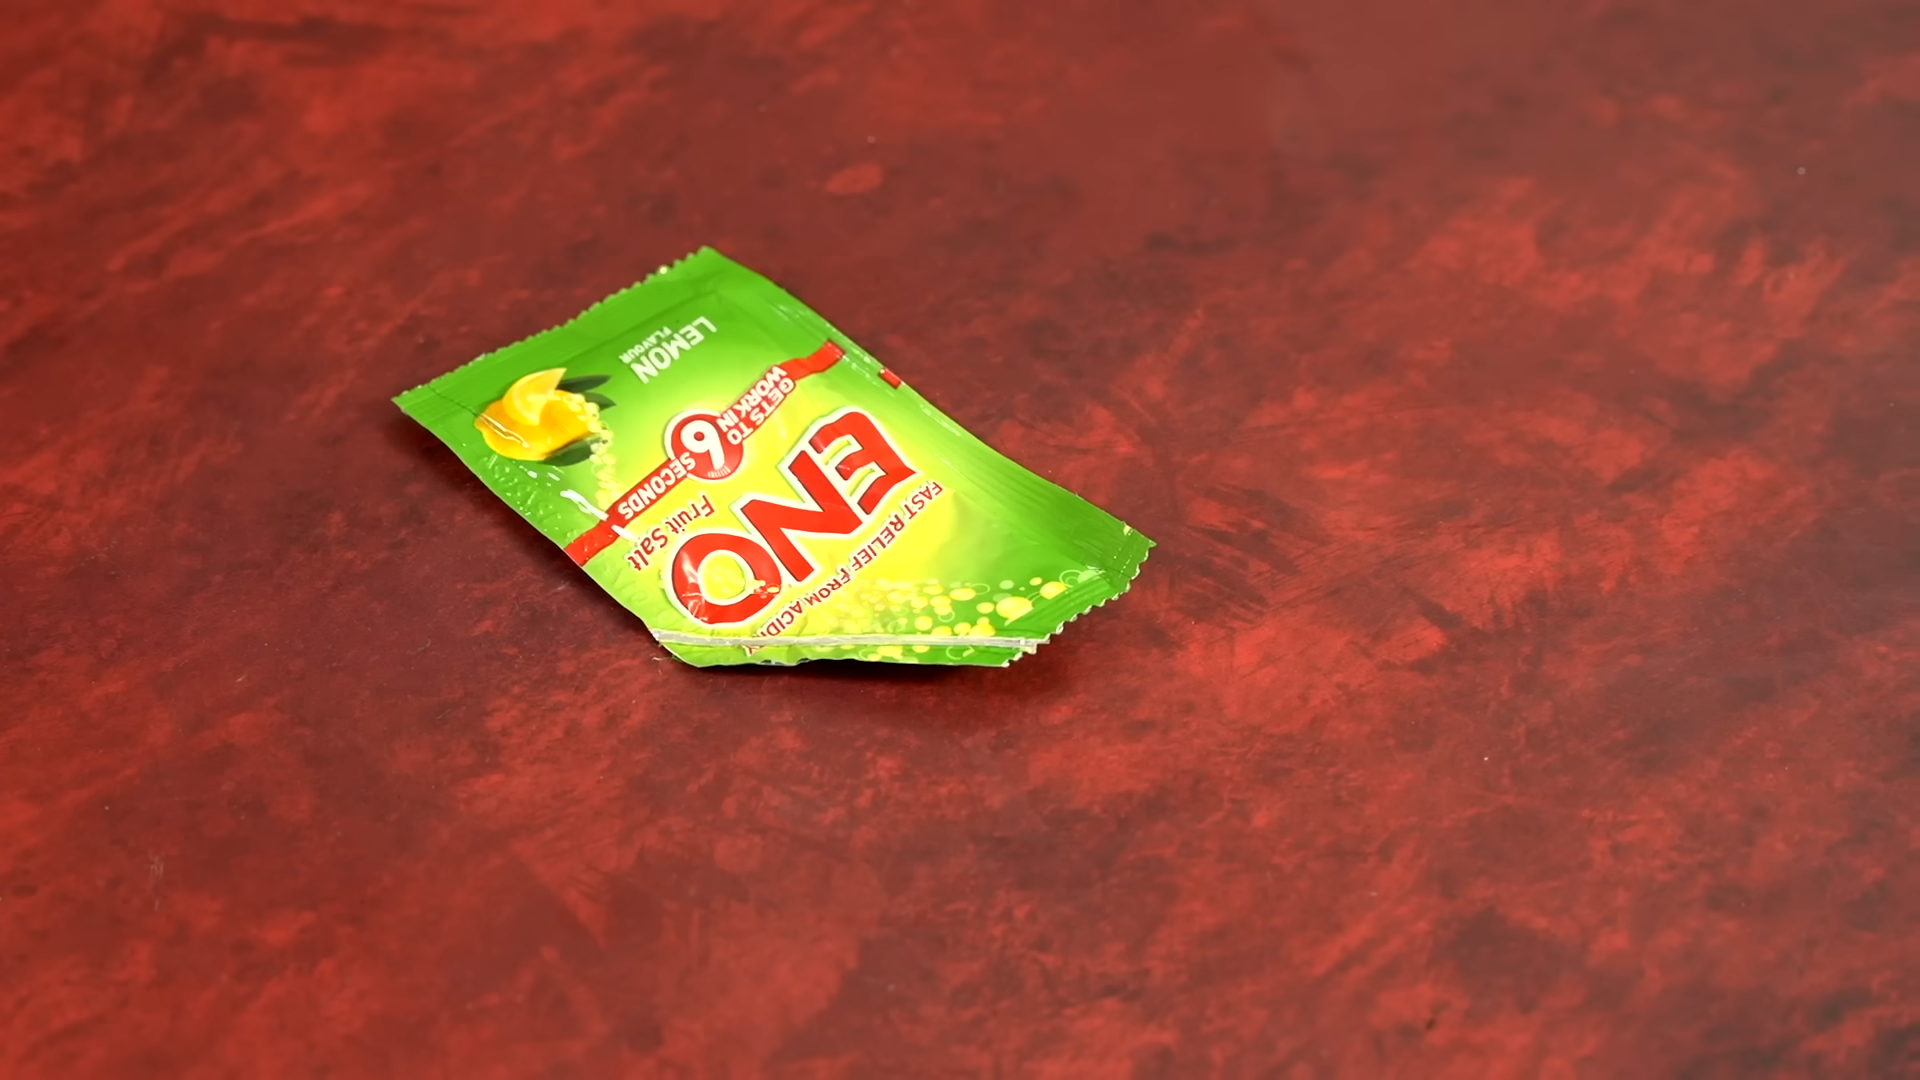 FAST RELIEF FROM ACIDI
ENO
Fruit Salt
GETS TO
WORK IN
6
SECONDS
LEMON
FLAVOUR